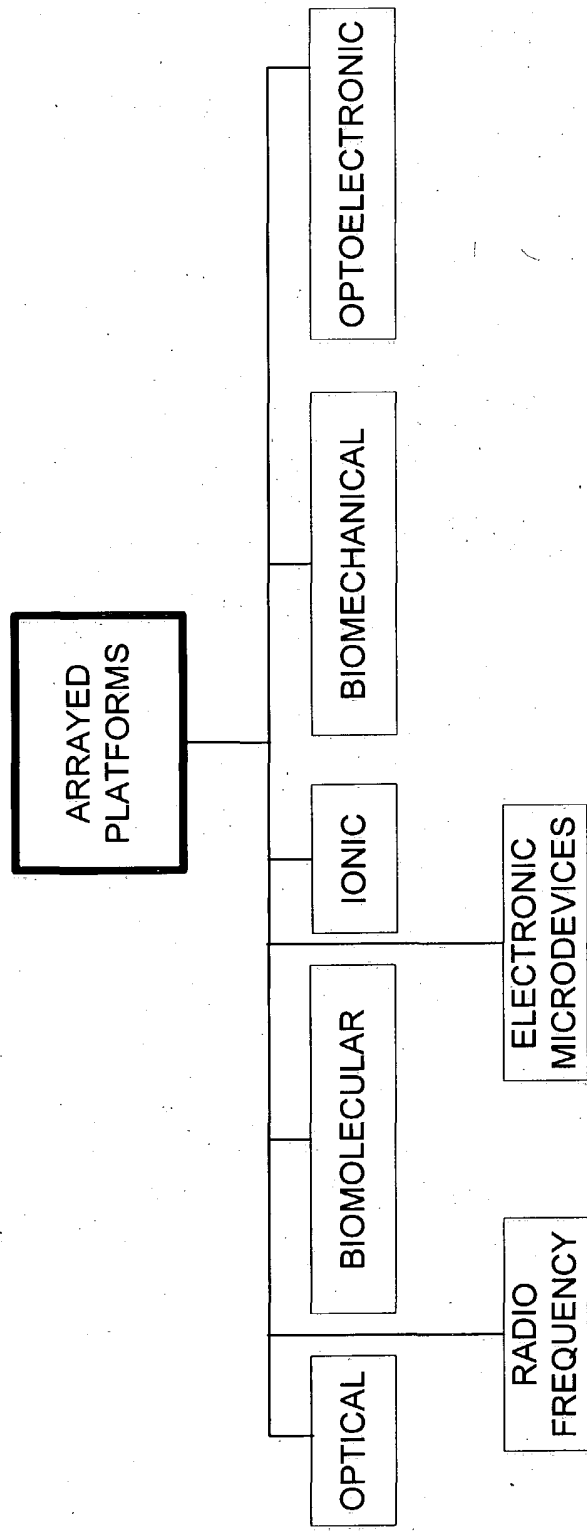 ARRAYED
PLATFORMS
OPTICAL
BIOMOLECULAR
IONIC
BIOMECHANICAL
OPTOELECTRONIC
RADIO
FREQUENCY
ELECTRONIC
MICRODEVICES